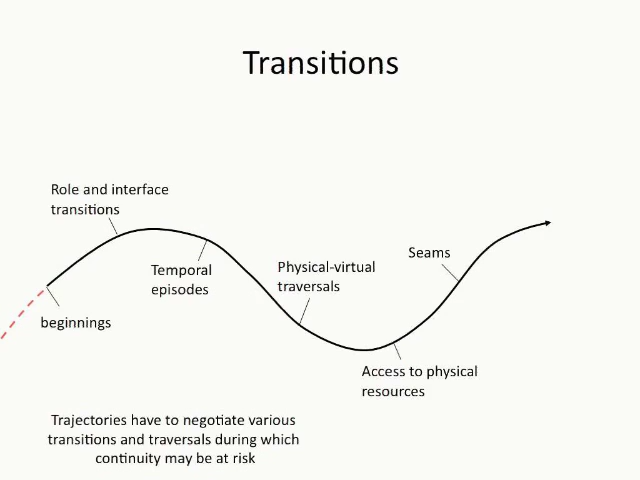 Transitions
Role and interface
transitions
Temporal
episodes
Physical-virtual
traversals
Seams
beginnings
Access to physical
resources
Trajectories have to negotiate various
transitions and traversals during which
continuity may be at risk